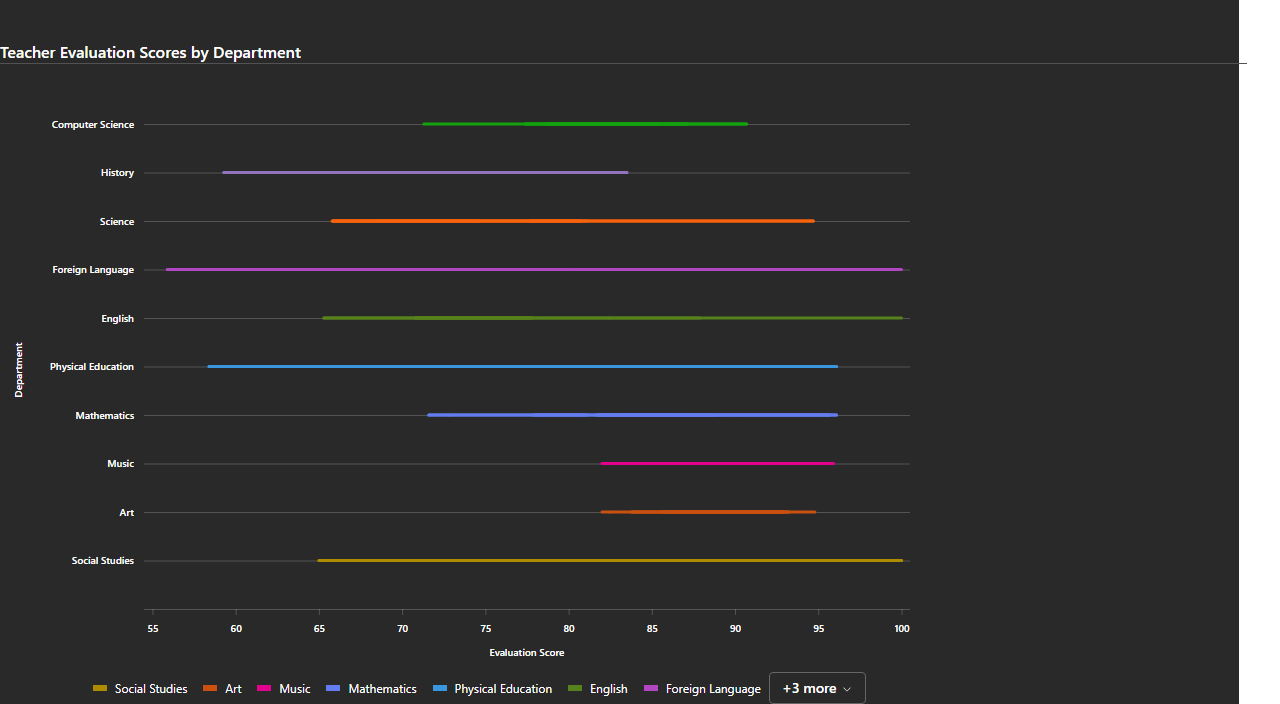 Teacher Evaluation Scores by Department
Computer Science
History
Science
Foreign Language
English
Physical Education
Mathematics
Music
Art
Social Studies
Department
55 60 65 70 75 80 85 90 95 100
Evaluation Score
Social Studies Art Music Mathematics Physical Education English Foreign Language +3 more